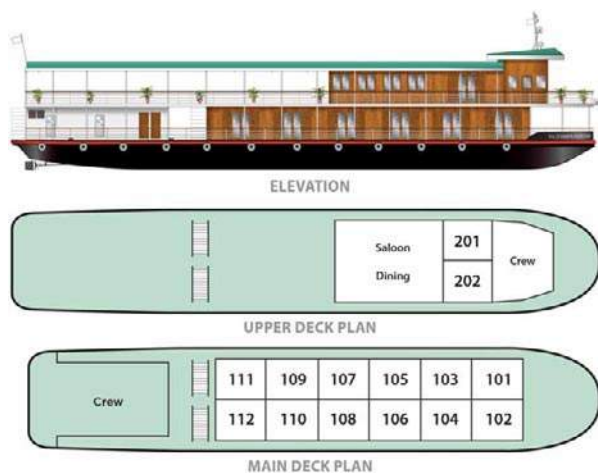 ELEVATION
Saloon
Dining
201
202
Crew
UPPER DECK PLAN
Crew
111 109 107 105 103 101
112 110 108 106 104 102
MAIN DECK PLAN